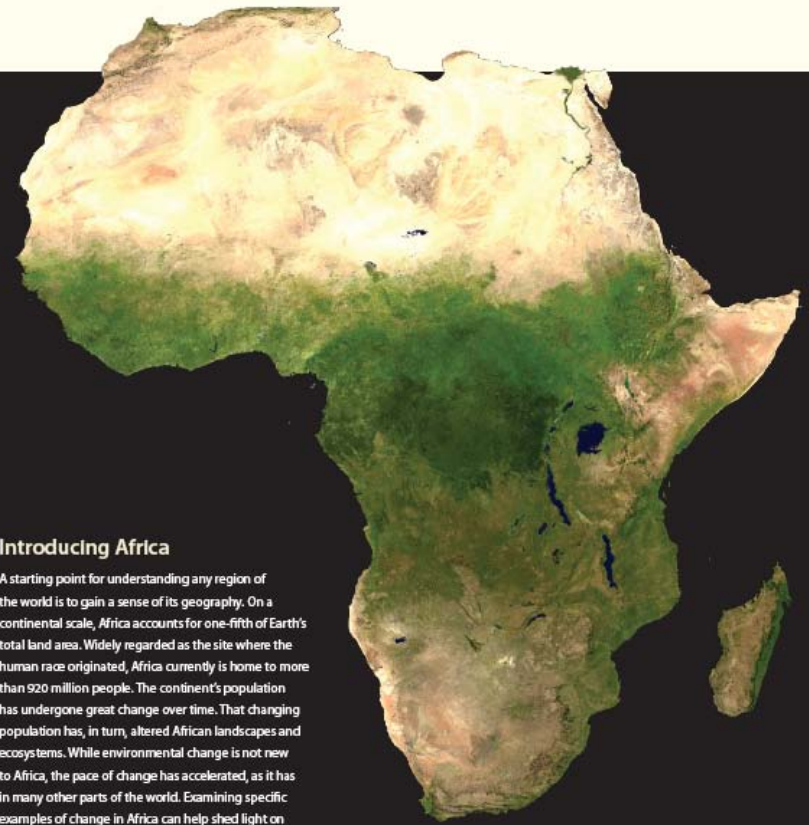 Introducing Africa
A starting point for understanding any region of
the world is to gain a sense of its geography. On a
continental scale, Africa accounts for one-fifth of Earth's
total land area. Widely regarded as the site where the
human race originated, Africa currently is home to more
than 920 million people. The continent's population
has undergone great change over time. That changing
population has, in turn, altered African landscapes and
ecosystems. While environmental change is not new
to Africa, the pace of change has accelerated, as it has
in many other parts of the world. Examining specific
examples of change in Africa can help shed light on